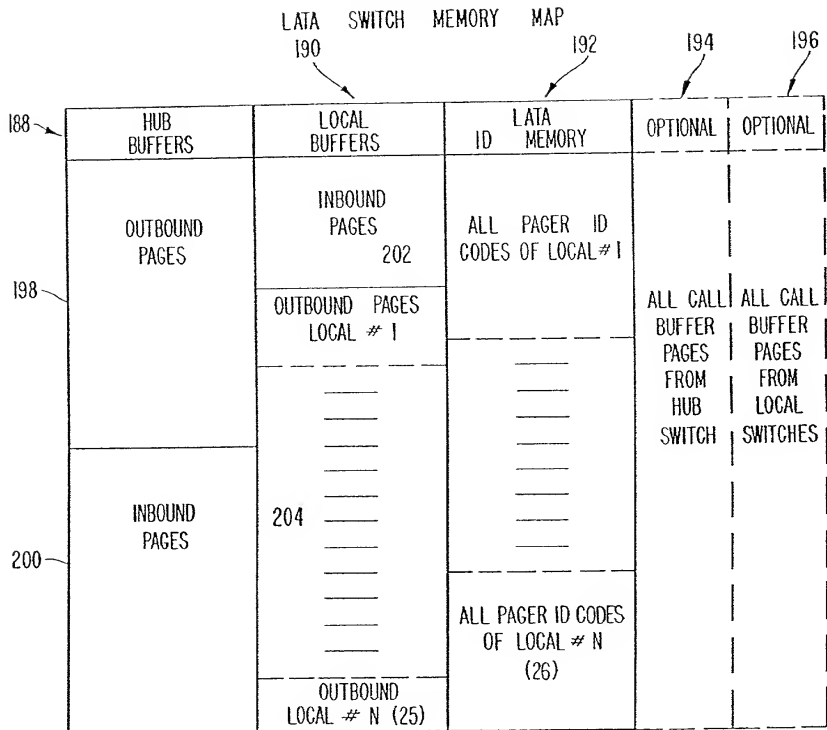 LATA SWITCH MEMORY MAP
190
192
194
196
188
HUB
BUFFERS
LOCAL
BUFFERS
LATA
ID MEMORY
OPTIONAL
OPTIONAL
OUTBOUND
PAGES
198
INBOUND
PAGES
200
INBOUND
PAGES
202
OUTBOUND PAGES
LOCAL # 1
204
OUTBOUND
LOCAL # N (25)
ALL PAGER ID
CODES OF LOCAL # 1
ALL PAGER ID CODES
OF LOCAL # N
(26)
ALL CALL
BUFFER
PAGES
FROM
HUB
SWITCH
ALL CALL
BUFFER
PAGES
FROM
LOCAL
SWITCHES